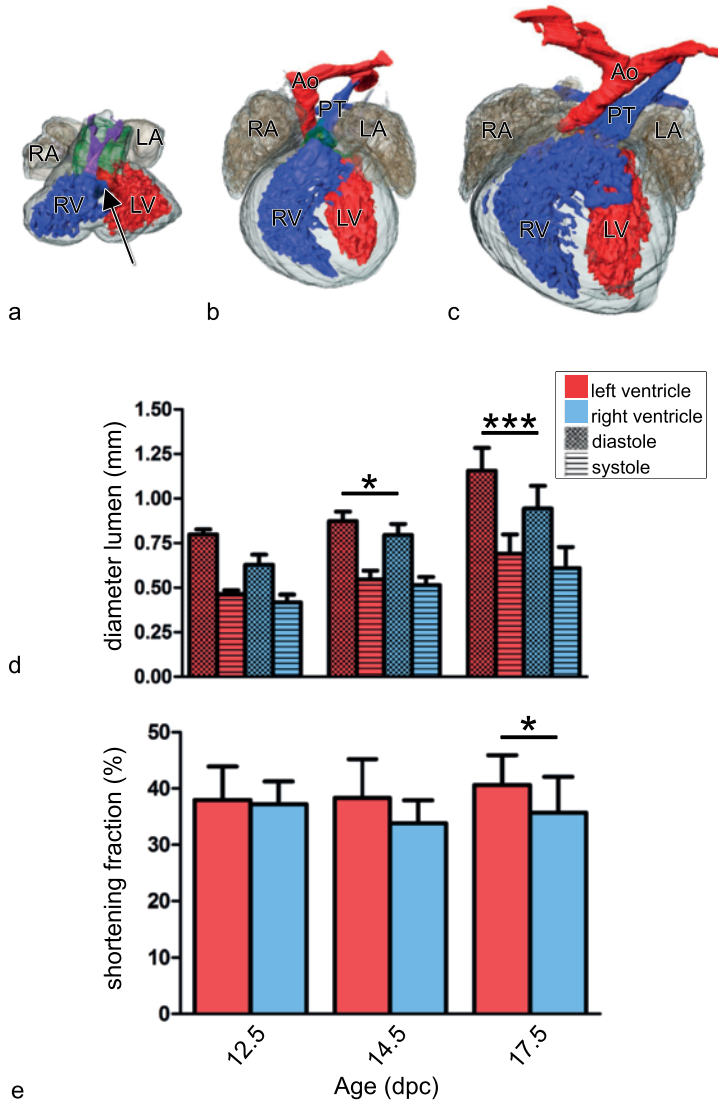 Ao
PT
RA
LA
RV
LV
a
Ao
PT
RA
LA
RV
LV
b
RA
LA
RV
LV
c
left ventricle
right ventricle
diastole
systole
diameter lumen (mm)
1.50
1.25
1.00
0.75
0.50
0.25
0.00
*
***
d
shortening fraction (%)
50
40
30
20
10
0
*
12.5
14.5
17.5
Age (dpc)
e